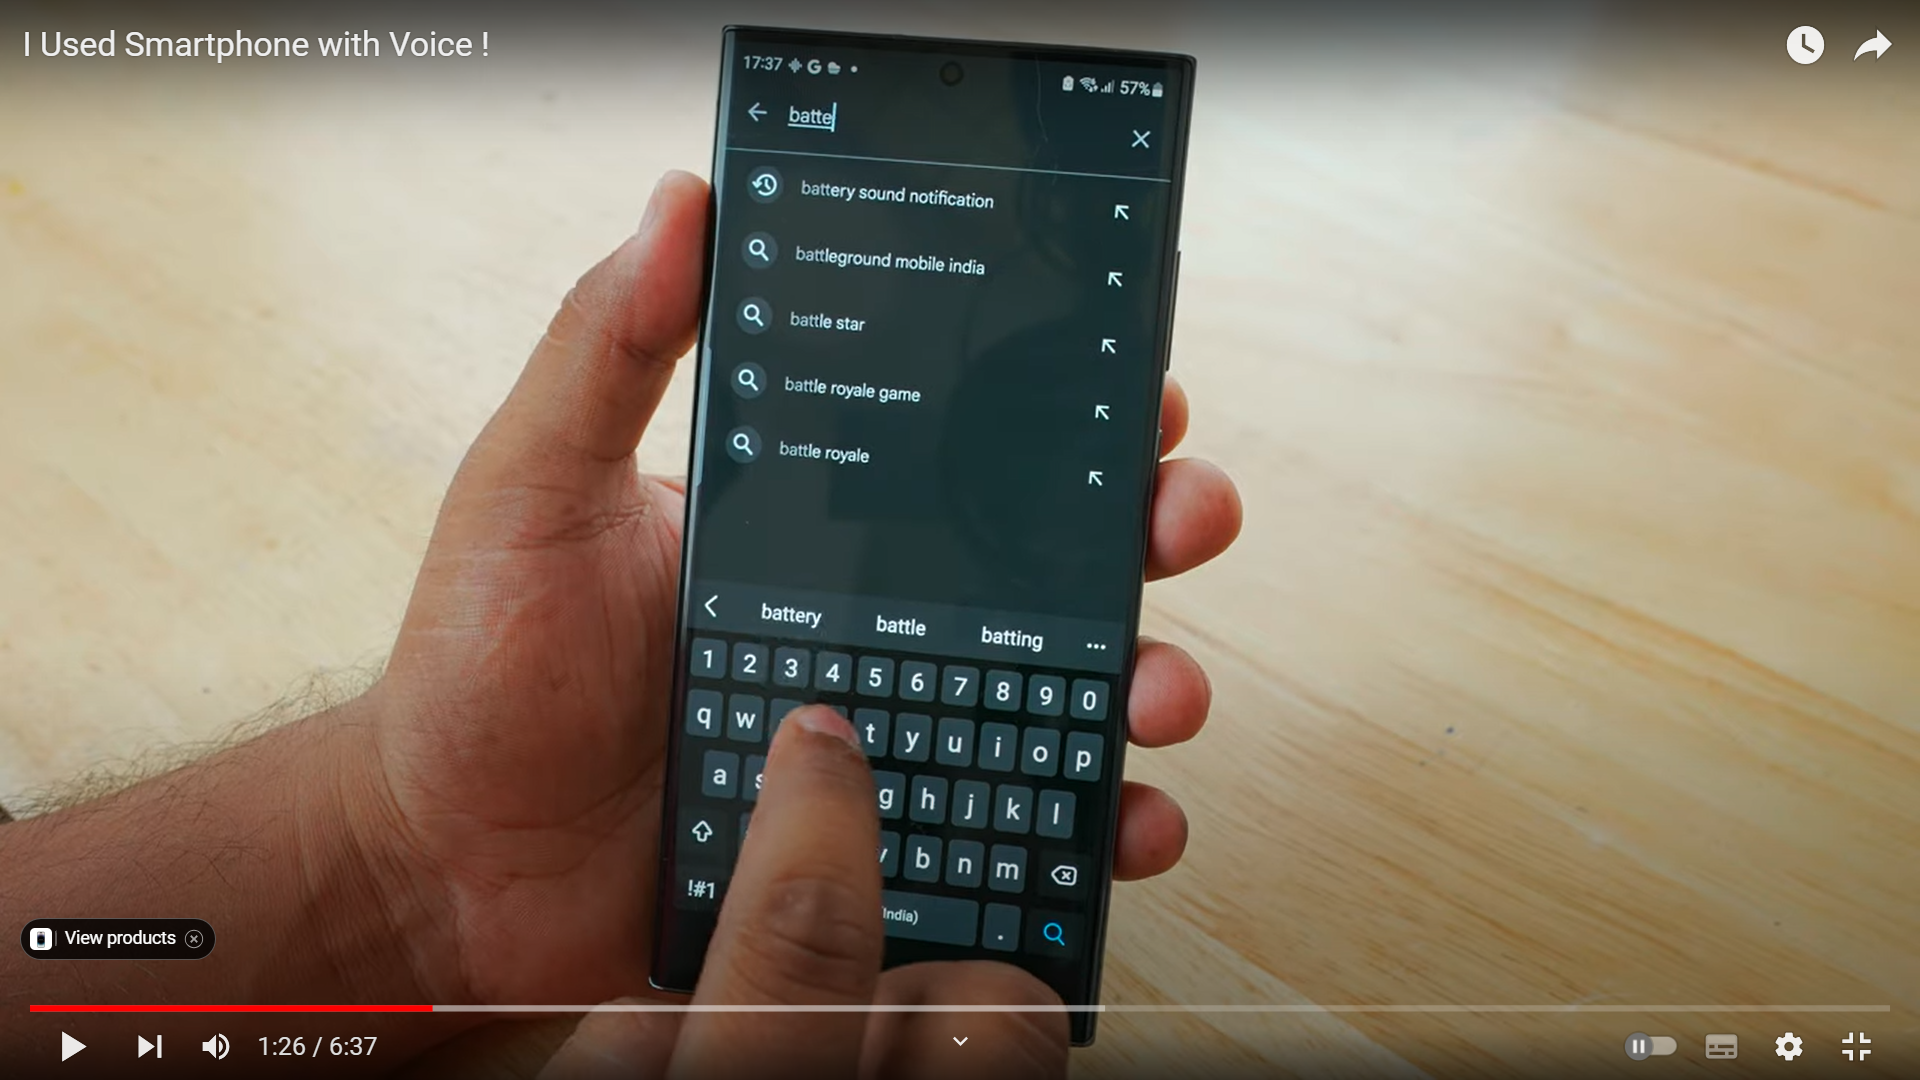 I Used Smartphone with Voice !
17:37 G 57%
batte
battery sound notification
battleground mobile india
battle star
battle royale game
battle royale
battery battle batting ...
1 2 3 4 5 6 7 8 9 0
q w t y u i o p
a s g h j k l
v b n m
!#1 India) .
View products
1:26 / 6:37